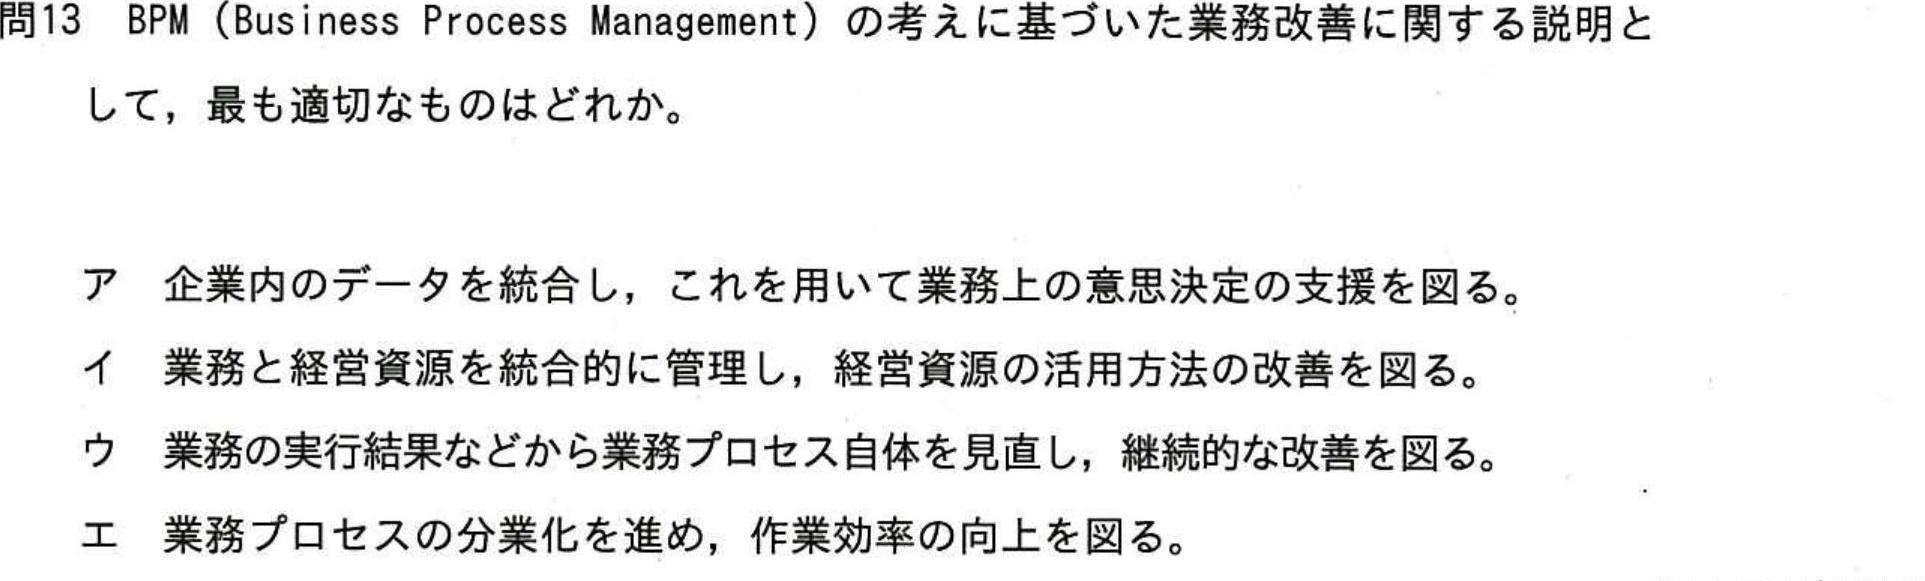 問13 BPM（Business Process Management）の考えに基づいた業務改善に関する説明と
して，最も適切なものはどれか。
ア 企業内のデータを統合し，これを用いて業務上の意思決定の支援を図る。
イ 業務と経営資源を統合的に管理し，経営資源の活用方法の改善を図る。
ウ 業務の実行結果などから業務プロセス自体を見直し，継続的な改善を図る。
エ 業務プロセスの分業化を進め，作業効率の向上を図る。